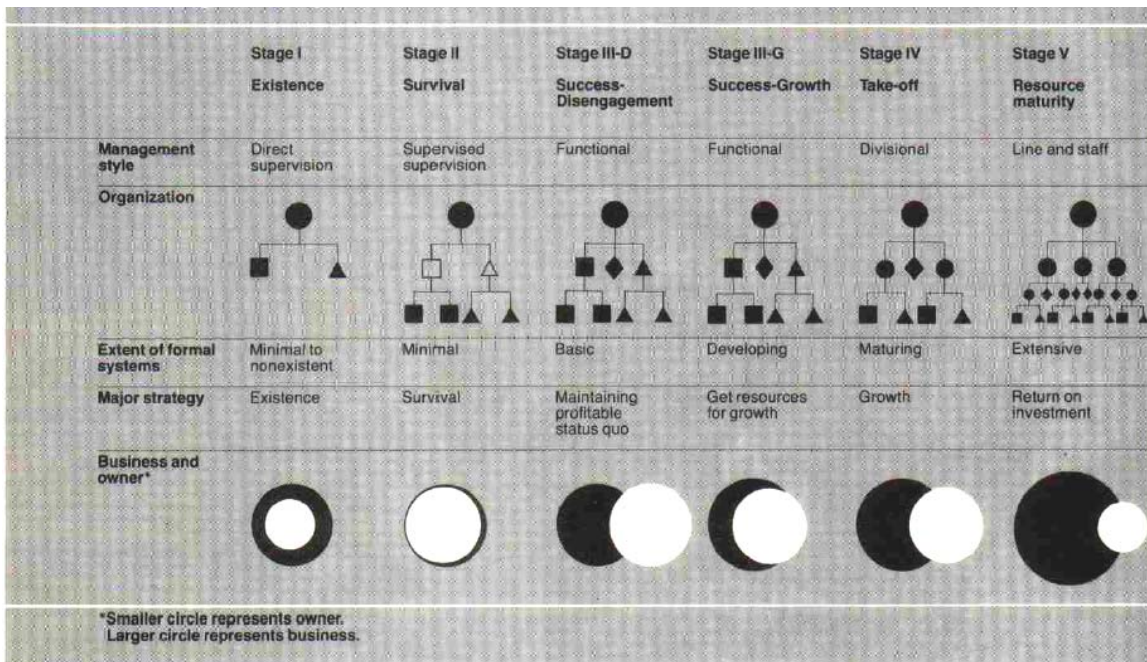 Stage I
Stage II
Stage III-D
Stage III-G
Stage IV
Stage V
Existence
Survival
Success-
Disengagement
Success-Growth
Take-off
Resource
maturity
Management
style
Direct
supervision
Supervised
supervision
Functional
Functional
Divisional
Line and staff
Organization
Extent of formal
systems
Minimal to
nonexistent
Minimal
Basic
Developing
Maturing
Extensive
Major strategy
Existence
Survival
Maintaining
profitable
status quo
Get resources
for growth
Growth
Return on
investment
Business and
owner*
*Smaller circle represents owner.
Larger circle represents business.